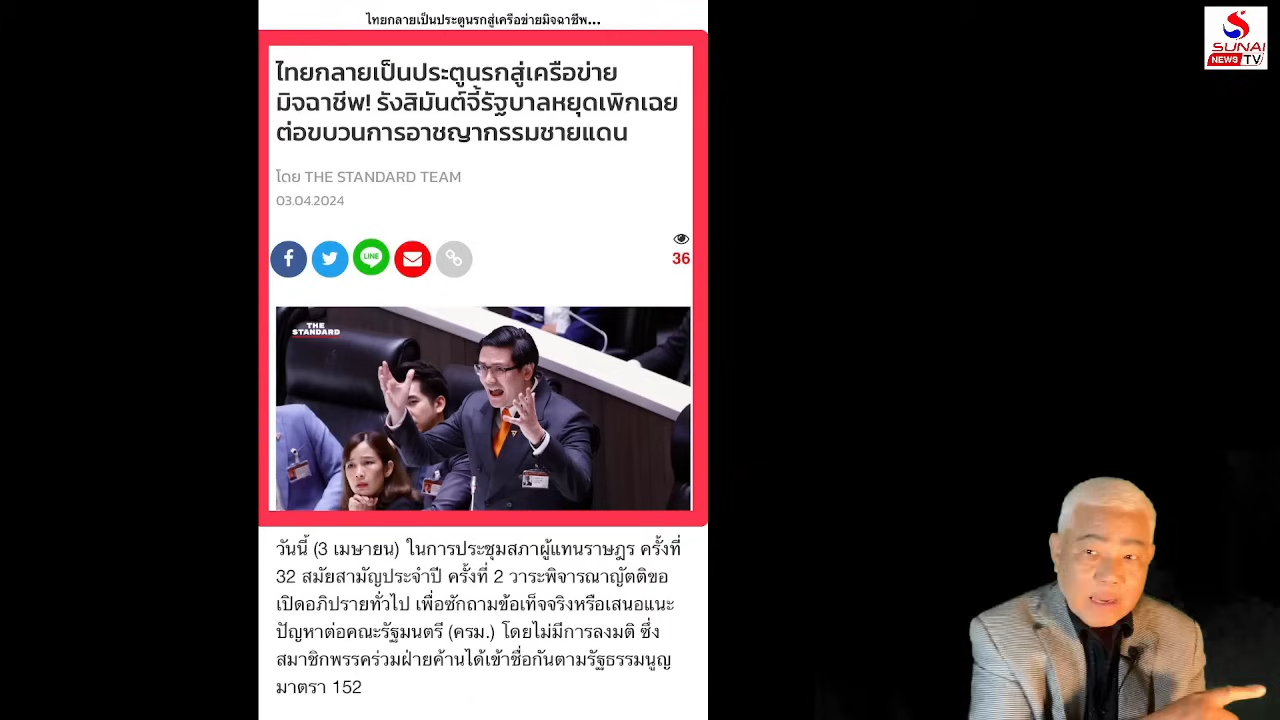 ไทยกลายเป็นประตูนรกสู่เครือข่ายมิจฉาชีพ...
SUNAI
NEWS TV
ไทยกลายเป็นประตูนรกสู่เครือข่าย
มิจฉาชีพ! รังสิมันต์จี้รัฐบาลหยุดเพิกเฉย
ต่อขบวนการอาชญากรรมชายแดน
โดย THE STANDARD TEAM
03.04.2024
LINE
36
THE
STANDARD
วันนี้ (3 เมษายน) ในการประชุมสภาผู้แทนราษฎร ครั้งที่
32 สมัยสามัญประจำปี ครั้งที่ 2 วาระพิจารณาญัตติขอ
เปิดอภิปรายทั่วไป เพื่อซักถามข้อเท็จจริงหรือเสนอแนะ
ปัญหาต่อคณะรัฐมนตรี (ครม.) โดยไม่มีการลงมติ ซึ่ง
สมาชิกพรรคร่วมฝ่ายค้านได้เข้าชื่อกันตามรัฐธรรมนูญ
มาตรา 152